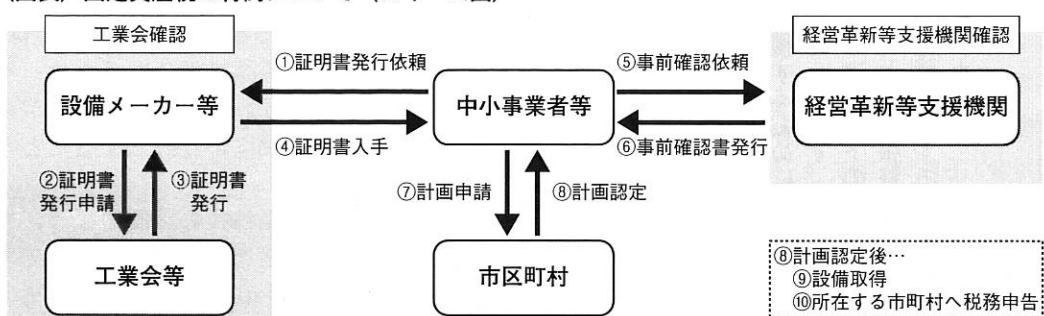 工業会確認
経営革新等支援機関確認
①証明書発行依頼
⑤事前確認依頼
設備メーカー等
中小事業者等
経営革新等支援機関
④証明書入手
⑥事前確認書発行
②証明書
発行申請
③証明書
発行
⑦計画申請
⑧計画認定
工業会等
市区町村
⑧計画認定後…
⑨設備取得
⑩所在する市町村へ税務申告